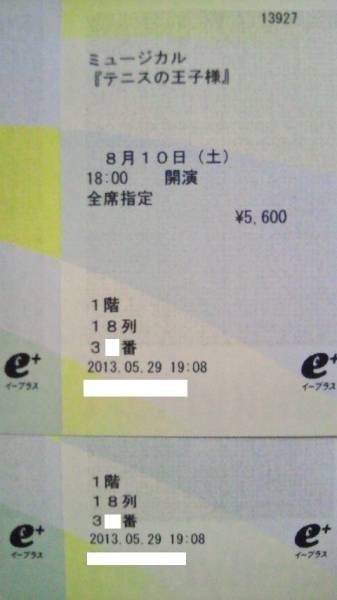 13927
ミュージカル
『テニスの王子様』
８月１０日（土）
18:00 開演
全席指定
¥5,600
１階
１８列
３ 番
2013.05.29 19:08
e+
イープラス
e+
イープラス
１階
１８列
３ 番
2013.05.29 19:08
e+
イープラス
e+
イープラス